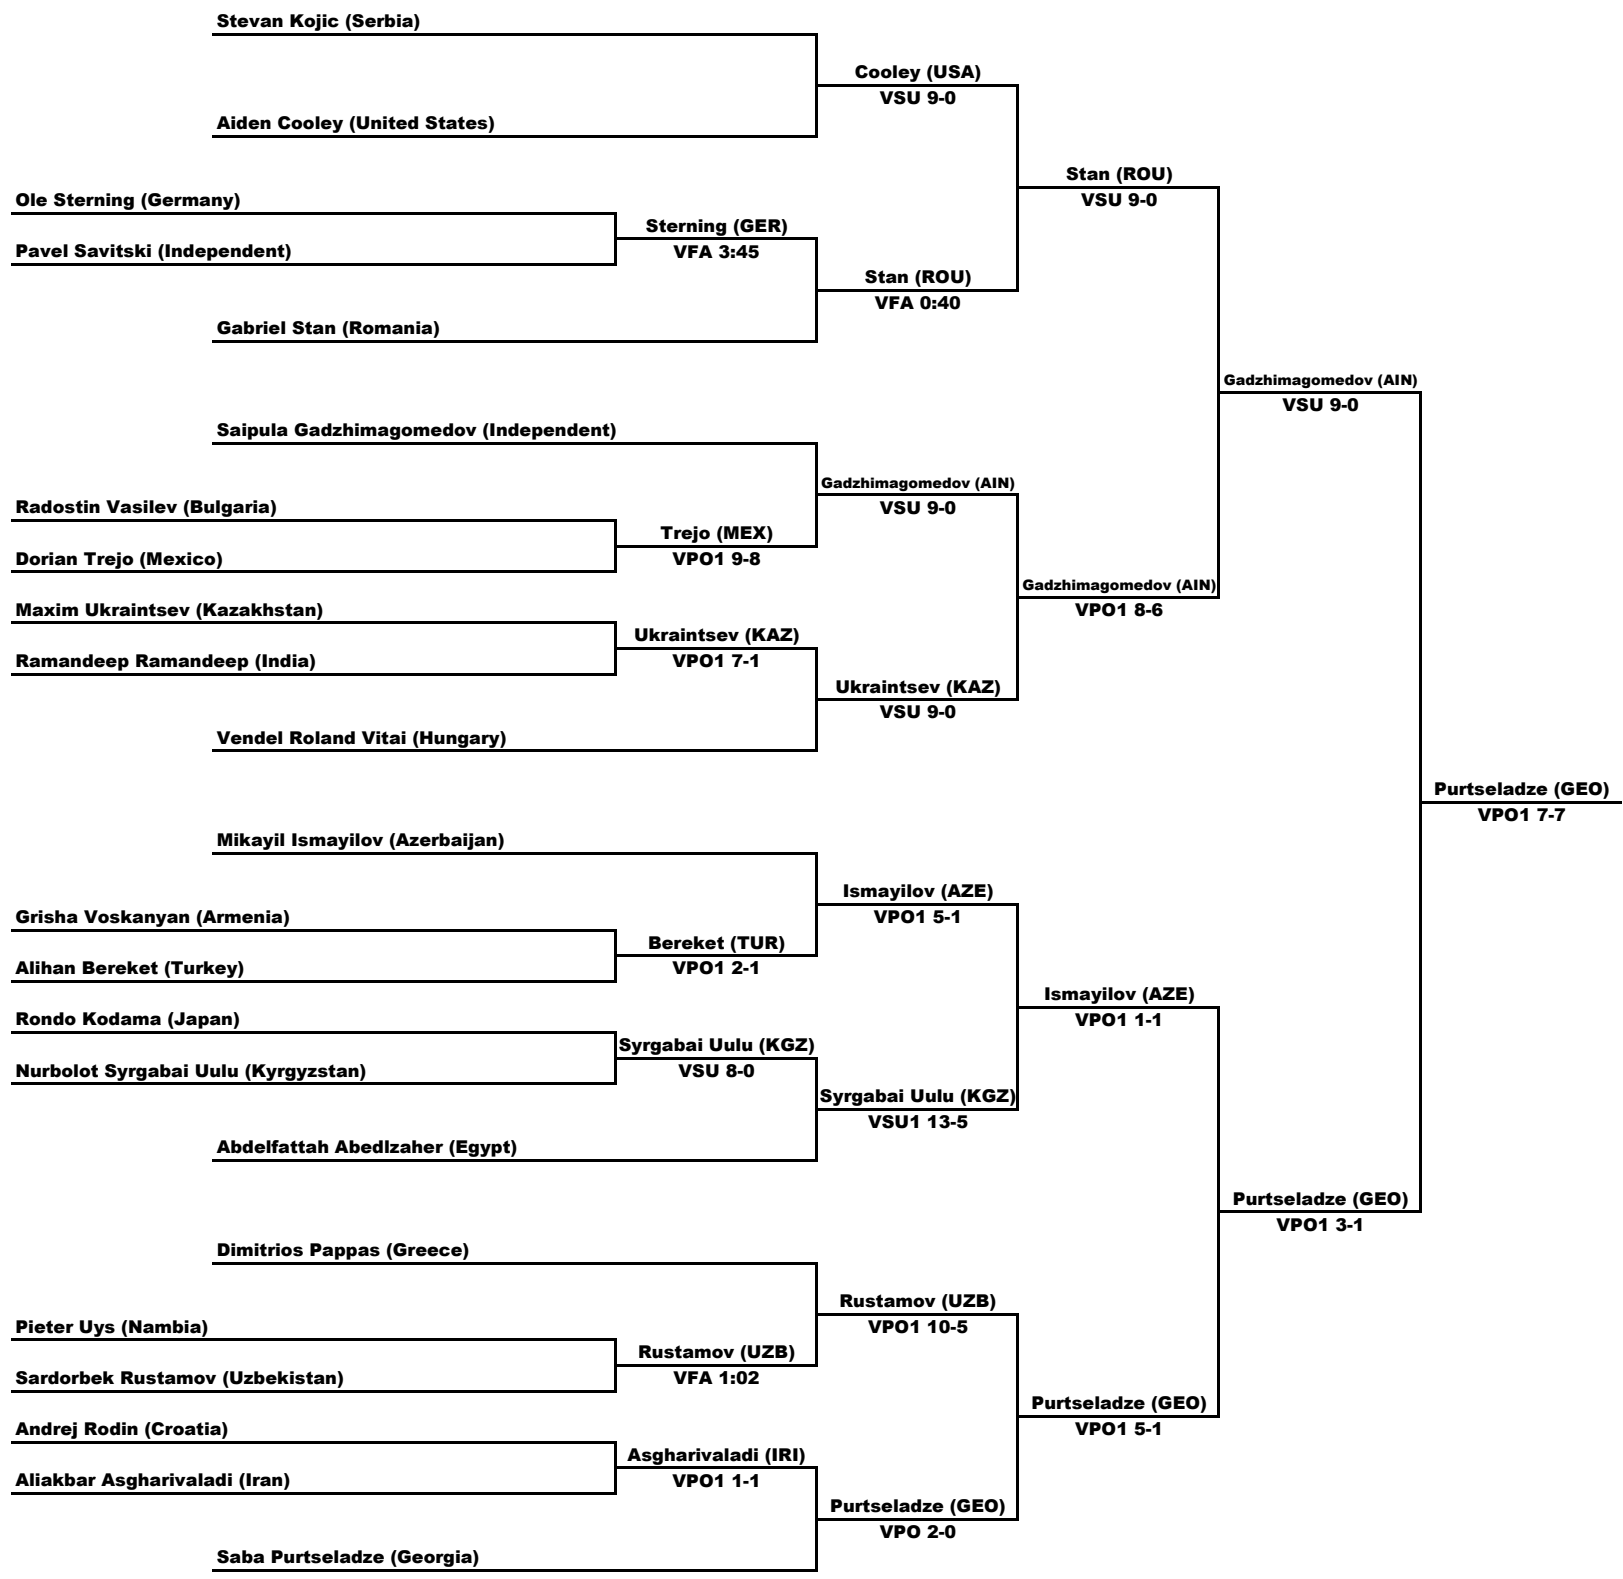 Stevan Kojic (Serbia)
Cooley (USA)
VSU 9-0
Aiden Cooley (United States)
Stan (ROU)
VSU 9-0
Ole Sterning (Germany)
Sterning (GER)
VFA 3:45
Pavel Savitski (Independent)
Stan (ROU)
VFA 0:40
Gabriel Stan (Romania)
Gadzhimagomedov (AIN)
VSU 9-0
Saipula Gadzhimagomedov (Independent)
Gadzhimagomedov (AIN)
VSU 9-0
Radostin Vasilev (Bulgaria)
Trejo (MEX)
VPO1 9-8
Dorian Trejo (Mexico)
Gadzhimagomedov (AIN)
VPO1 8-6
Maxim Ukraintsev (Kazakhstan)
Ukraintsev (KAZ)
VPO1 7-1
Ramandeep Ramandeep (India)
Ukraintsev (KAZ)
VSU 9-0
Vendel Roland Vitai (Hungary)
Purtseladze (GEO)
VPO1 7-7
Mikayil Ismayilov (Azerbaijan)
Ismayilov (AZE)
VPO1 5-1
Grisha Voskanyan (Armenia)
Bereket (TUR)
VPO1 2-1
Alihan Bereket (Turkey)
Ismayilov (AZE)
VPO1 1-1
Rondo Kodama (Japan)
Syrgabai Uulu (KGZ)
VSU 8-0
Nurbolot Syrgabai Uulu (Kyrgyzstan)
Syrgabai Uulu (KGZ)
VSU1 13-5
Abdelfattah Abedlzaher (Egypt)
Purtseladze (GEO)
VPO1 3-1
Dimitrios Pappas (Greece)
Rustamov (UZB)
VPO1 10-5
Pieter Uys (Nambia)
Rustamov (UZB)
VFA 1:02
Sardorbek Rustamov (Uzbekistan)
Purtseladze (GEO)
VPO1 5-1
Andrej Rodin (Croatia)
Asgharivaladi (IRI)
VPO1 1-1
Aliakbar Asgharivaladi (Iran)
Purtseladze (GEO)
VPO 2-0
Saba Purtseladze (Georgia)